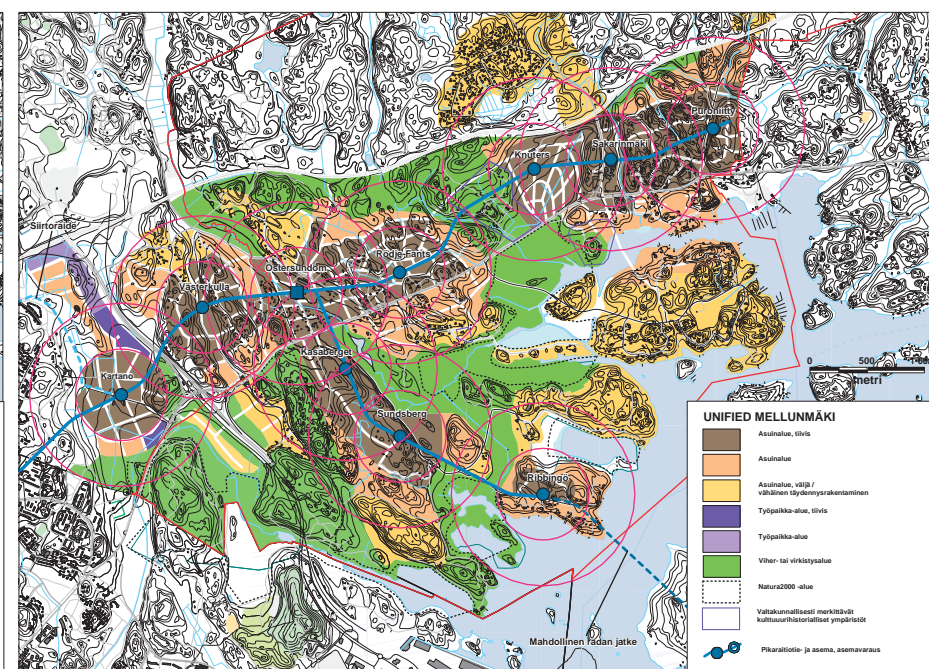 Puroniitty
Sakarinmäki
Knuters
Siirtoraide
Rödje-Fants
Östersundom
Västerkulla
Kasaberget
Kartano
0 500
metri
Sundsberg
Ribbingö
Mahdollinen radan jatke
UNIFIED MELLUNMÄKI
Asuinalue, tiivis
Asuinalue
Asuinalue, väljä /
vähäinen täydennysrakentaminen
Työpaikka-alue, tiivis
Työpaikka-alue
Viher- tai virkistysalue
Natura2000 -alue
Valtakunnallisesti merkittävät
kulttuurihistorialliset ympäristöt
Pikaraitiotie- ja asema, asemavaraus